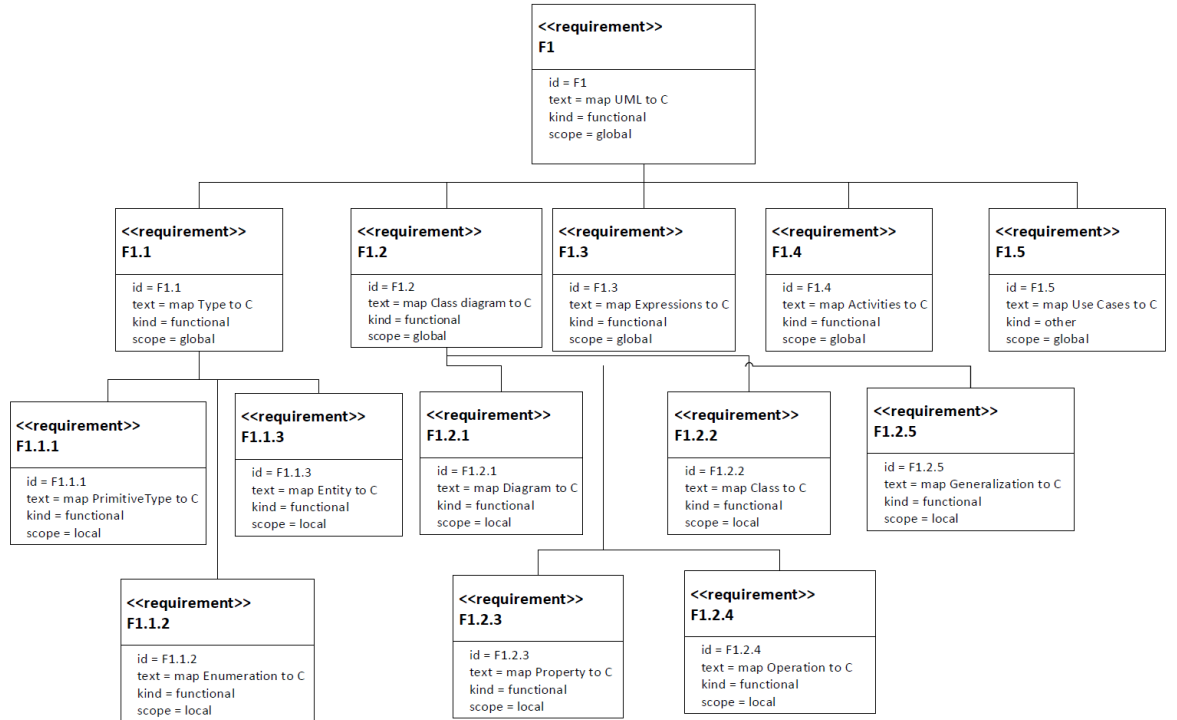 <<requirement>>
F1
id = F1
text = map UML to C
kind = functional
scope = global
<<requirement>>
F1.1
id = F1.1
text = map Type to C
kind = functional
scope = global
<<requirement>>
F1.2
id = F1.2
text = map Class diagram to C
kind = functional
scope = global
<<requirement>>
F1.3
id = F1.3
text = map Expressions to C
kind = functional
scope = global
<<requirement>>
F1.4
id = F1.4
text = map Activities to C
kind = functional
scope = global
<<requirement>>
F1.5
id = F1.5
text = map Use Cases to C
kind = other
scope = global
<<requirement>>
F1.1.1
id = F1.1.1
text = map PrimitiveType to C
kind = functional
scope = local
<<requirement>>
F1.1.3
id = F1.1.3
text = map Entity to C
kind = functional
scope = local
<<requirement>>
F1.2.1
id = F1.2.1
text = map Diagram to C
kind = functional
scope = local
<<requirement>>
F1.2.2
id = F1.2.2
text = map Class to C
kind = functional
scope = local
<<requirement>>
F1.2.5
id = F1.2.5
text = map Generalization to C
kind = functional
scope = local
<<requirement>>
F1.1.2
id = F1.1.2
text = map Enumeration to C
kind = functional
scope = local
<<requirement>>
F1.2.3
id = F1.2.3
text = map Property to C
kind = functional
scope = local
<<requirement>>
F1.2.4
id = F1.2.4
text = map Operation to C
kind = functional
scope = local